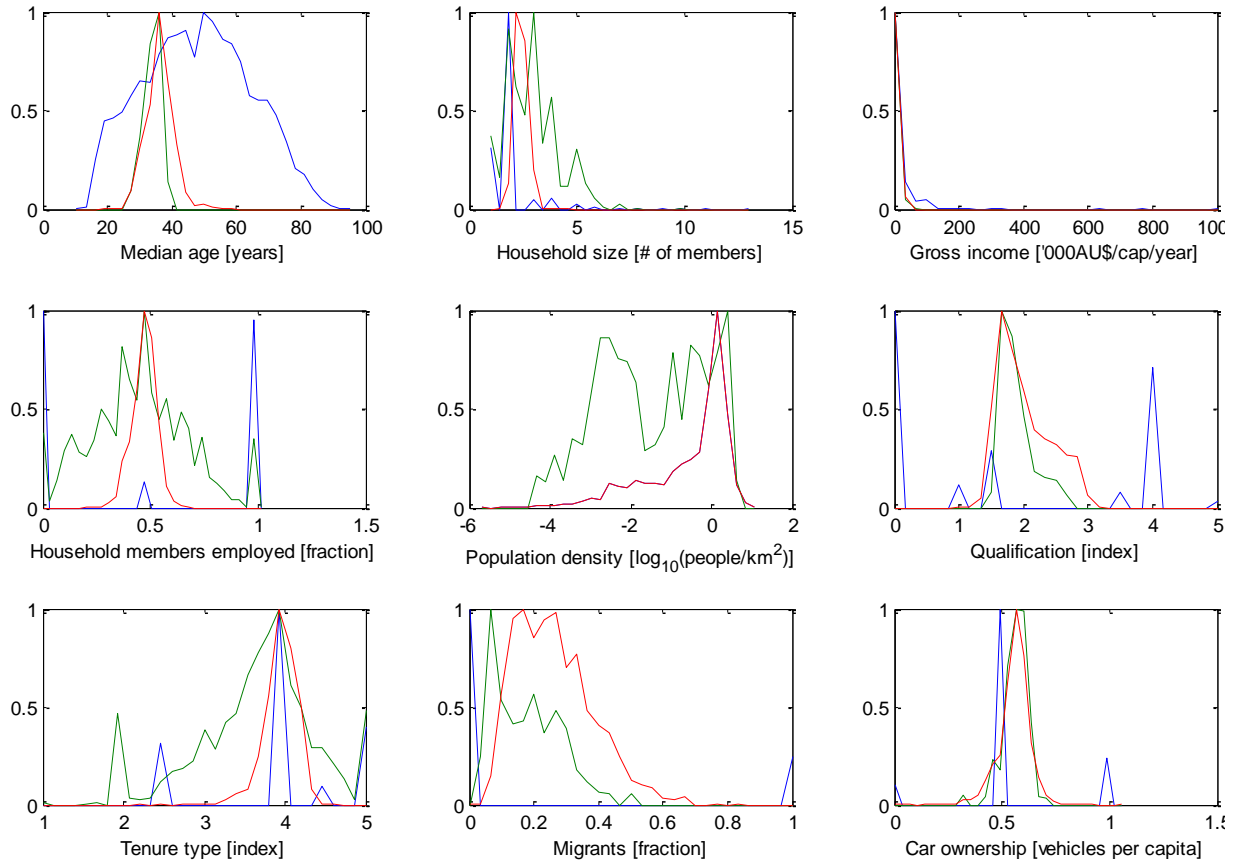 1
0.5
0
0 20 40 60 80 100
Median age [years]
1
0.5
0
0 5 10 15
Household size [# of members]
1
0.5
0
0 200 400 600 800 1000
Gross income ['000AU$/cap/year]
1
0.5
0
0 0.5 1 1.5
Household members employed [fraction]
1
0.5
0
-6 -4 -2 0 2
Population density [log10(people/km2)]
1
0.5
0
0 1 2 3 4 5
Qualification [index]
1
0.5
0
1 2 3 4 5
Tenure type [index]
1
0.5
0
0 0.2 0.4 0.6 0.8 1
Migrants [fraction]
1
0.5
0
0 0.5 1 1.5
Car ownership [vehicles per capita]